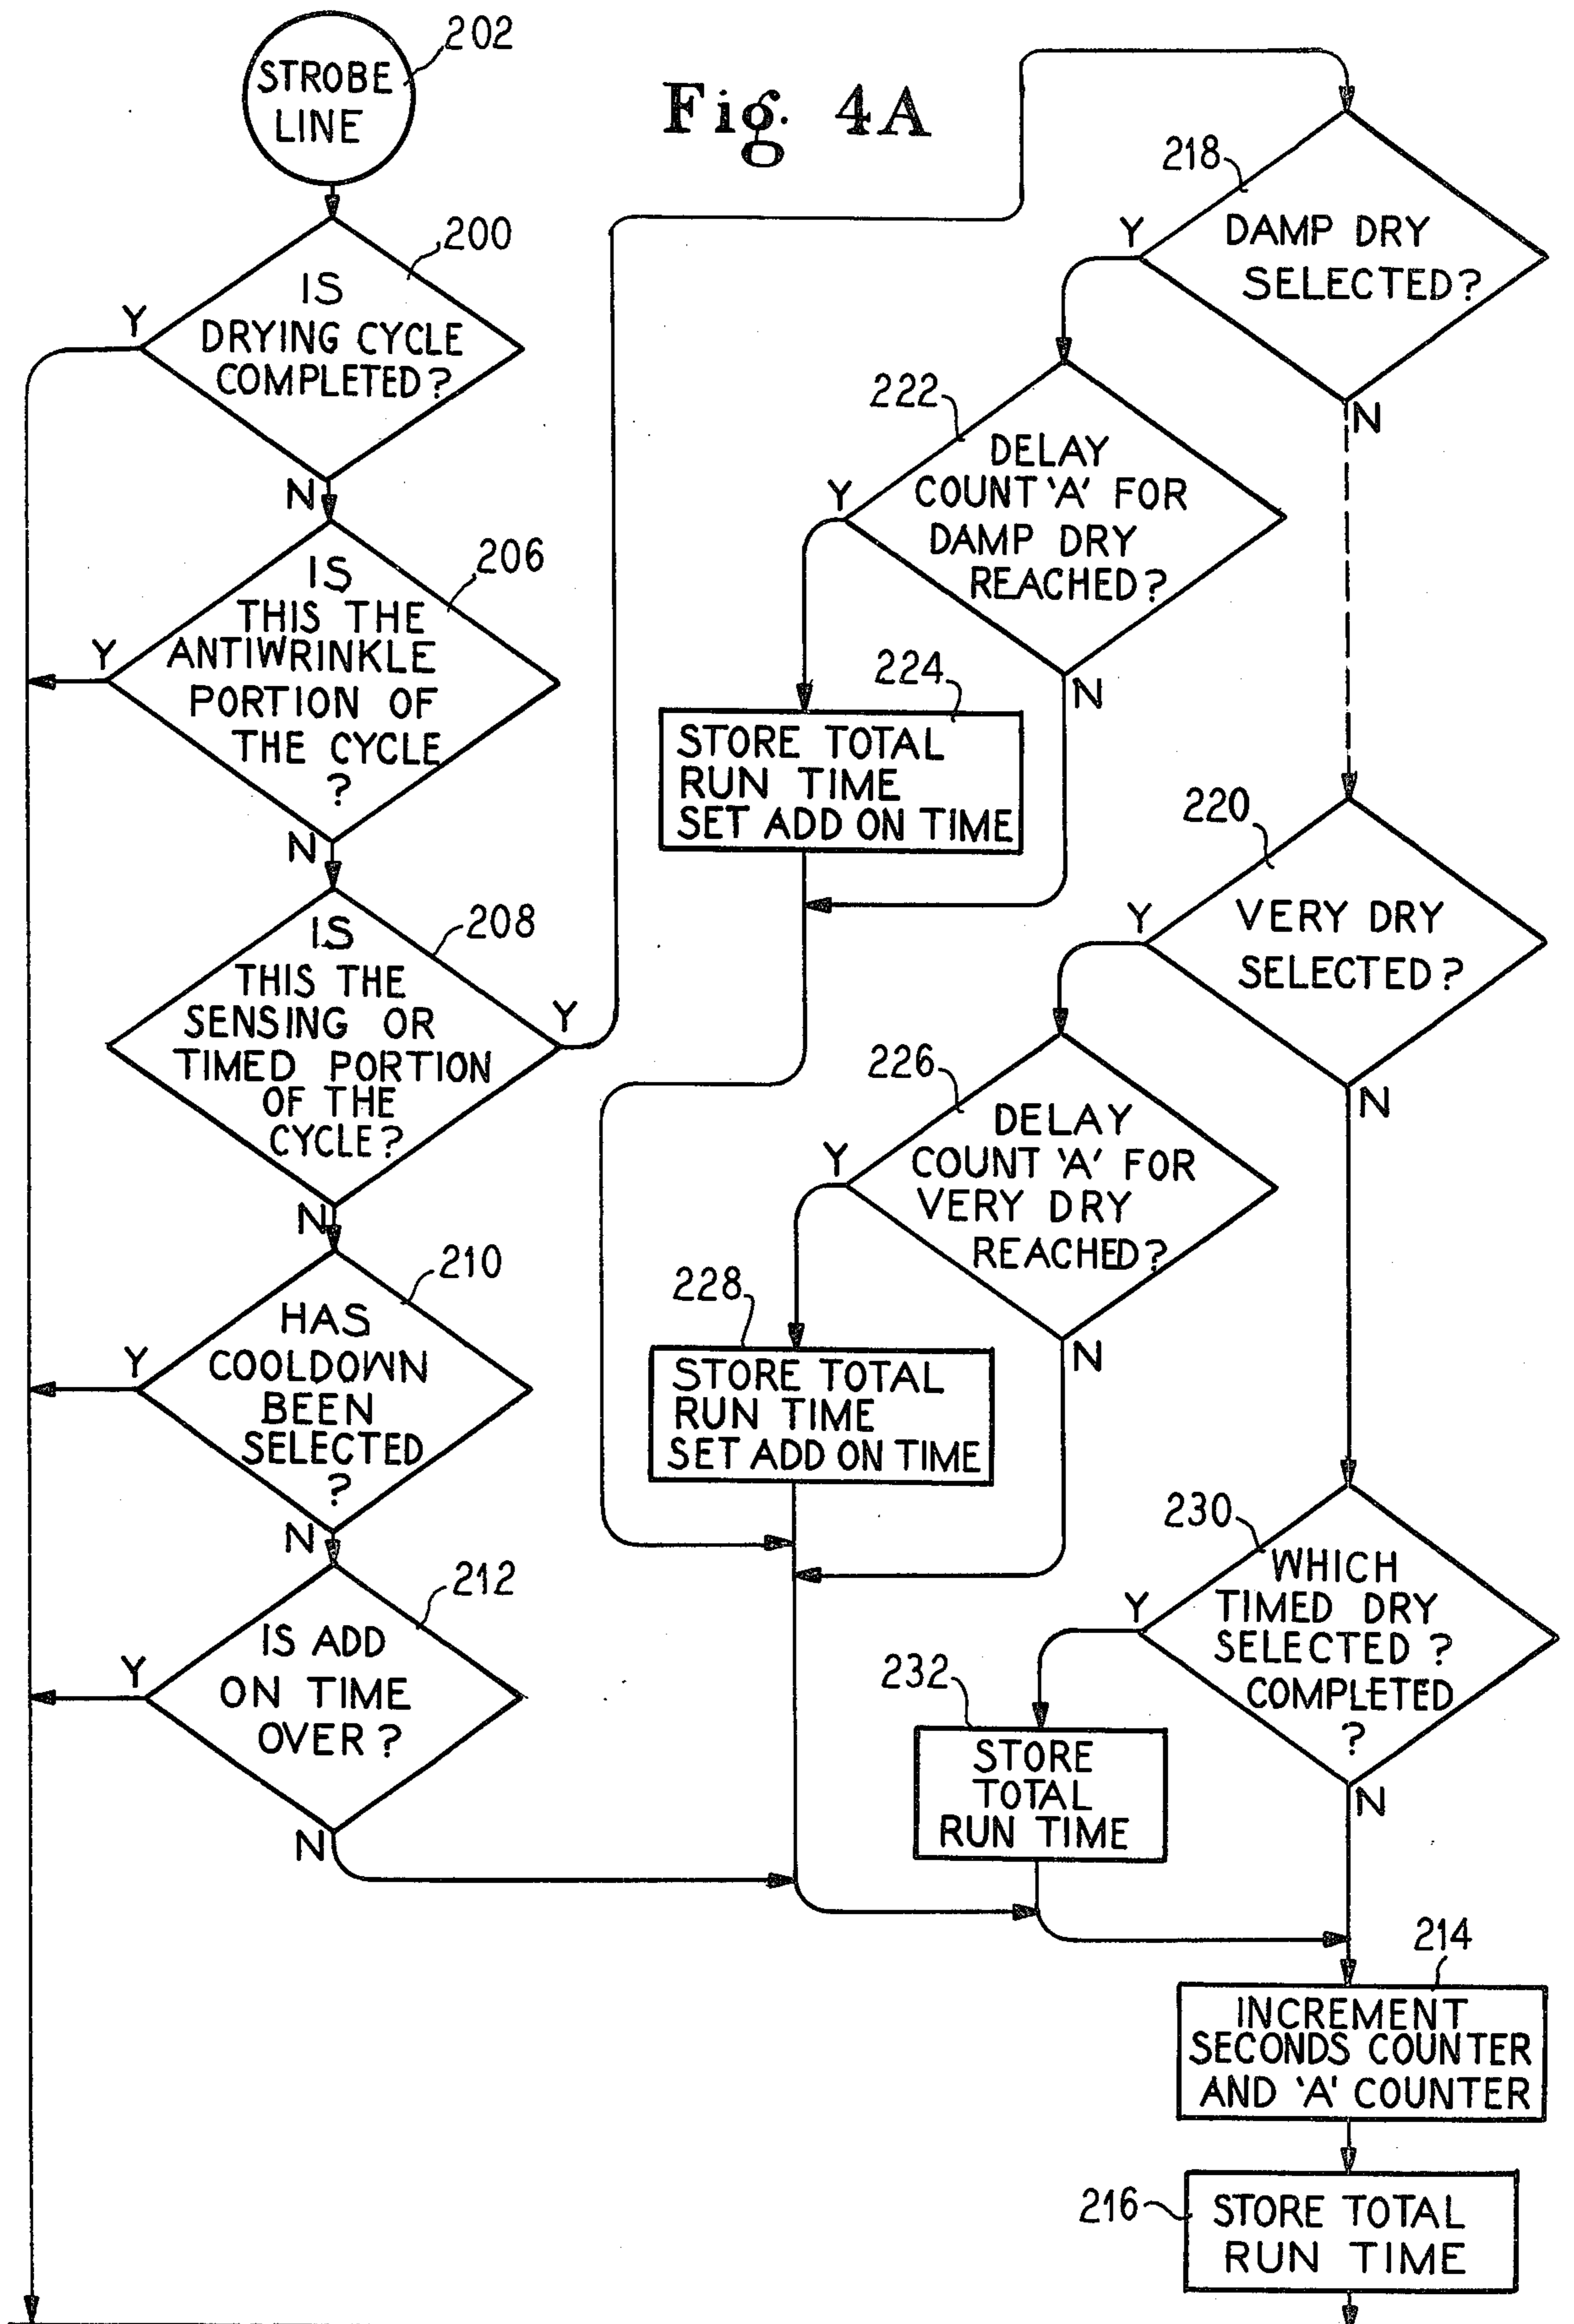 Fig. 4A
202
STROBE
LINE
200
IS
DRYING CYCLE
COMPLETED?
Y
N
206
IS
THIS THE
ANTIWRINKLE
PORTION OF
THE CYCLE
?
Y
N
208
IS
THIS THE
SENSING OR
TIMED PORTION
OF THE
CYCLE?
Y
N
210
HAS
COOLDOWN
BEEN
SELECTED
?
Y
N
212
IS ADD
ON TIME
OVER?
Y
N
218
DAMP DRY
SELECTED?
Y
N
222
DELAY
COUNT 'A' FOR
DAMP DRY
REACHED?
Y
N
224
STORE TOTAL
RUN TIME
SET ADD ON TIME
220
VERY DRY
SELECTED?
Y
N
226
DELAY
COUNT 'A' FOR
VERY DRY
REACHED?
Y
N
228
STORE TOTAL
RUN TIME
SET ADD ON TIME
230
WHICH
TIMED DRY
SELECTED?
COMPLETED
?
Y
N
232
STORE
TOTAL
RUN TIME
214
INCREMENT
SECONDS COUNTER
AND 'A' COUNTER
216
STORE TOTAL
RUN TIME